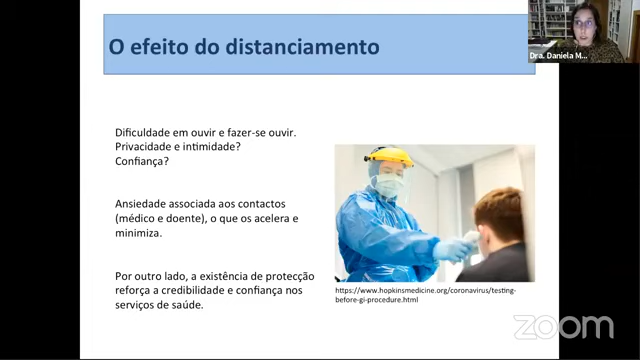 O efeito do distanciamento
Dra. Daniela M...
Dificuldade em ouvir e fazer-se ouvir.
Privacidade e intimidade?
Confiança?
Ansiedade associada aos contactos
(médico e doente), o que os acelera e
minimiza.
Por outro lado, a existência de protecção
reforça a credibilidade e confiança nos
serviços de saúde.
https://www.hopkinsmedicine.org/coronavirus/testing-
before-gi-procedure.html
zoom